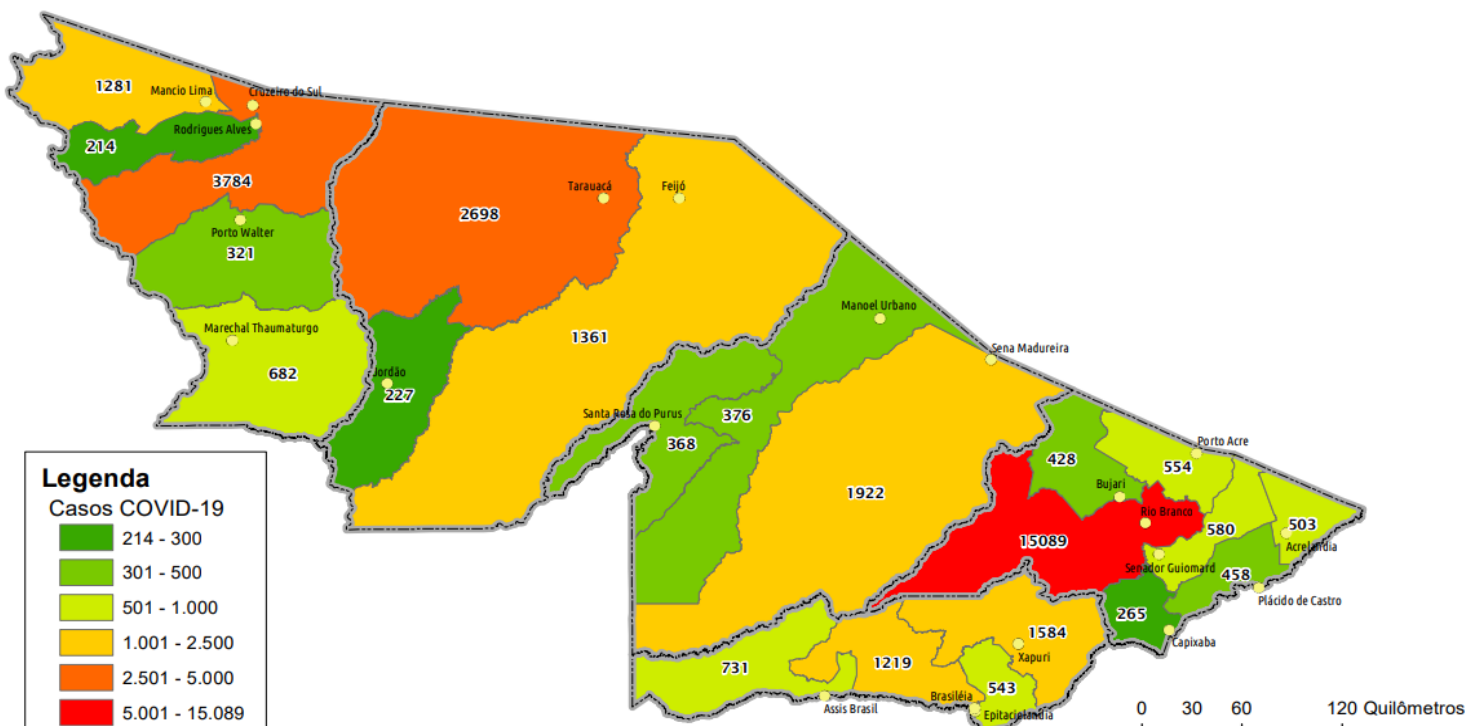 1281
Mancio Lima
Cruzeiro do Sul
Rodrigues Alves
214
3784
Tarauacá
Feijó
2698
Porto Walter
321
Manoel Urbano
Marechal Thaumaturgo
1361
Sena Madureira
682
Jordão
227
Santa Rosa do Purus
376
368
Porto Acre
428
554
Bujari
1922
Rio Branco
580
503
15089
Acrelandia
Senador Guiomard
458
Plácido de Castro
265
Capixaba
1584
Xapuri
731
1219
543
Brasiléia
Assis Brasil
Epitaciolandia
Legenda
Casos COVID-19
214 - 300
301 - 500
501 - 1.000
1.001 - 2.500
2.501 - 5.000
5.001 - 15.089
0 30 60 120 Quilômetros